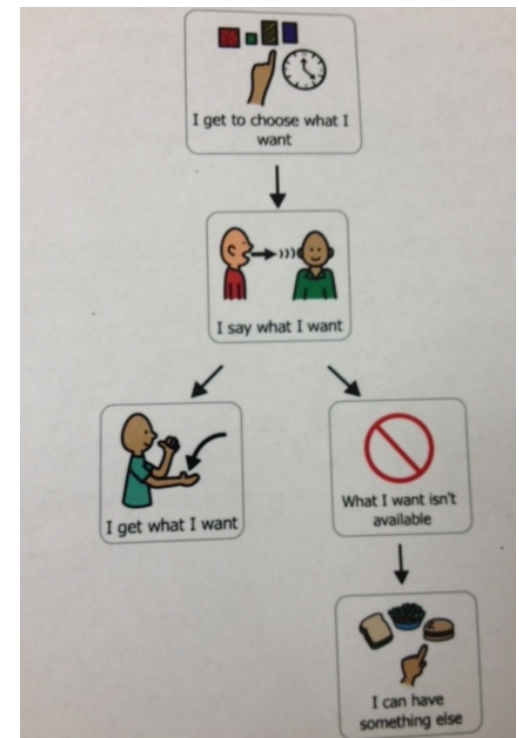 I get to choose what I
want
I say what I want
I get what I want
What I want isn't
available
I can have
something else